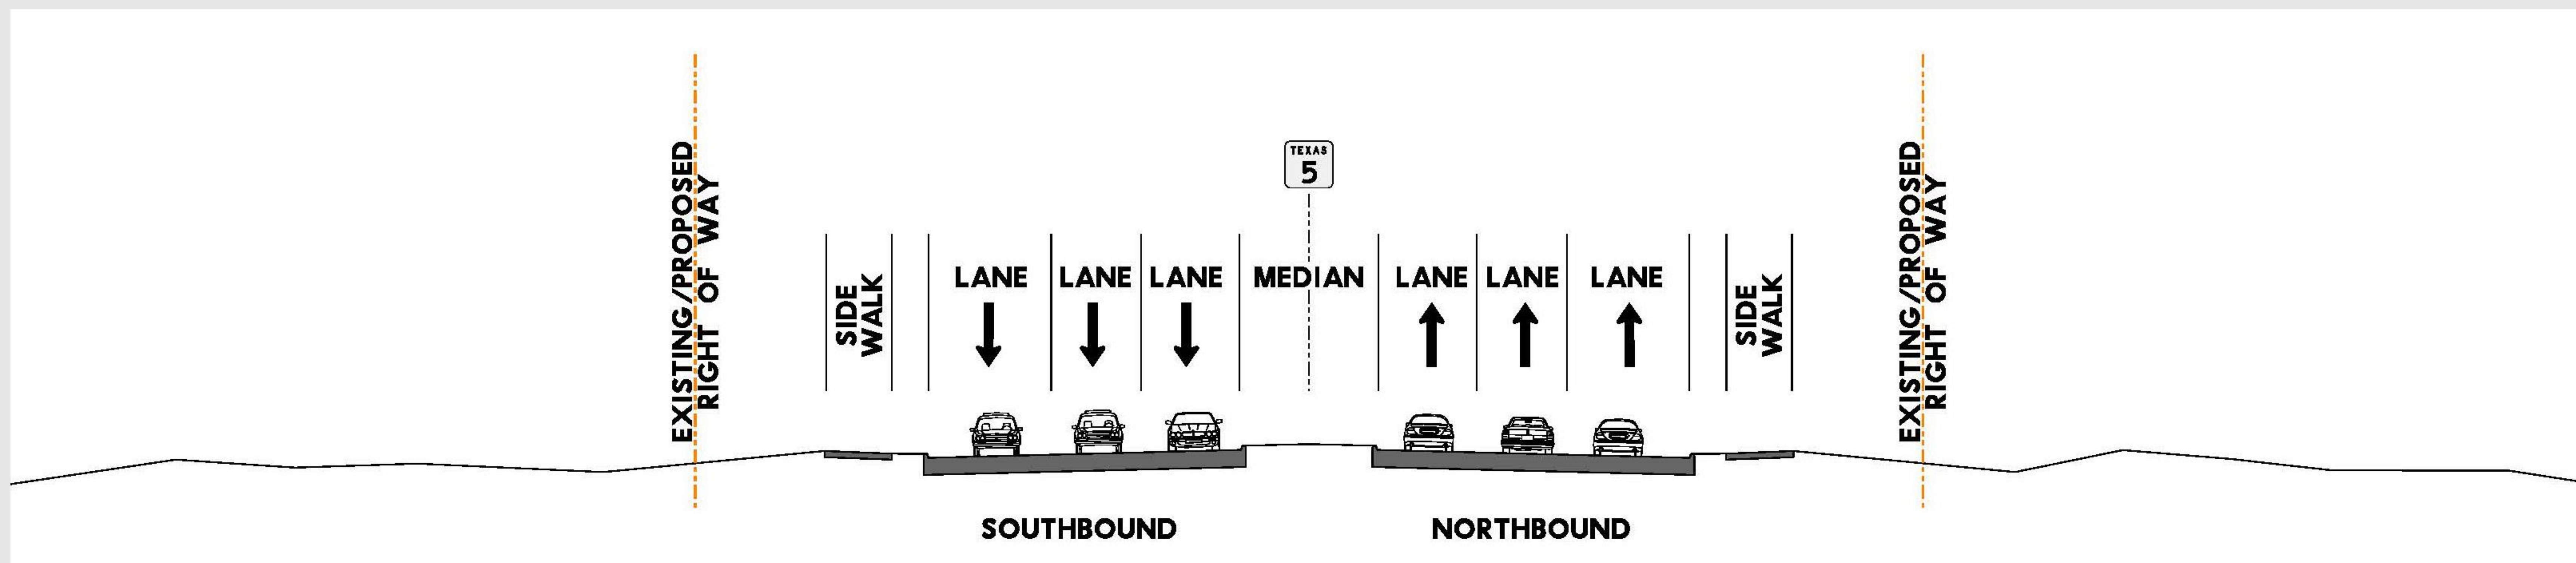 TEXAS
5
EXISTING/PROPOSED
RIGHT OF WAY
SIDE
WALK
LANE
LANE
LANE
MEDIAN
LANE
LANE
LANE
SIDE
WALK
EXISTING/PROPOSED
RIGHT OF WAY
SOUTHBOUND
NORTHBOUND